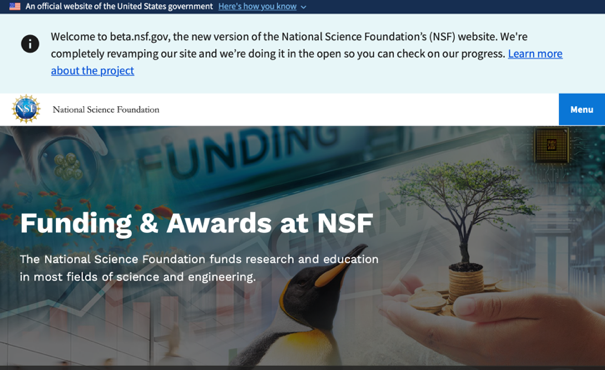 An official website of the United States government Here's how you know
Welcome to beta.nsf.gov, the new version of the National Science Foundation's (NSF) website. We're
completely revamping our site and we're doing it in the open so you can check on our progress. Learn more
about the project
NSF
National Science Foundation
Menu
FUNDING
GRANT
Funding & Awards at NSF
The National Science Foundation funds research and education
in most fields of science and engineering.